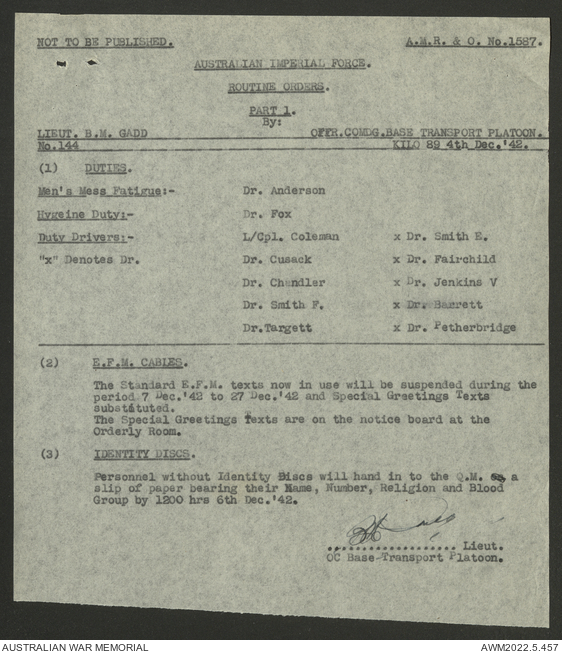 NOT TO BE PUBLISHED. A.M.R. & O. No.1587.
AUSTRALIAN IMPERIAL FORCE.
ROUTINE ORDERS.
PART 1.
By:
LIEUT. B.M. GADD OFFR.COMDG.BASE TRANSPORT PLATOON.
No.144 KILO 89 4th Dec.'42.
(1) DUTIES.
Men's Mess Fatigue:- Dr. Anderson
Hygeine Duty:- Dr. Fox
Duty Drivers:- L/Cpl. Coleman x Dr. Smith E.
"x" Denotes Dr. Dr. Cusack x Dr. Fairchild
Dr. Chandler x Dr. Jenkins V
Dr. Smith F. x Dr. Barrett
Dr.Targett x Dr. Petherbridge
(2) E.F.M. CABLES.
The Standard E.F.M. texts now in use will be suspended during the
period 7 Dec.'42 to 27 Dec.'42 and Special Greetings Texts
substituted.
The Special Greetings Texts are on the notice board at the
Orderly Room.
(3) IDENTITY DISCS.
Personnel without Identity Discs will hand in to the Q.M. a
slip of paper bearing their Name, Number, Religion and Blood
Group by 1200 hrs 6th Dec.'42.
................... Lieut.
OC Base Transport Platoon.
AUSTRALIAN WAR MEMORIAL AWM2022.5.457